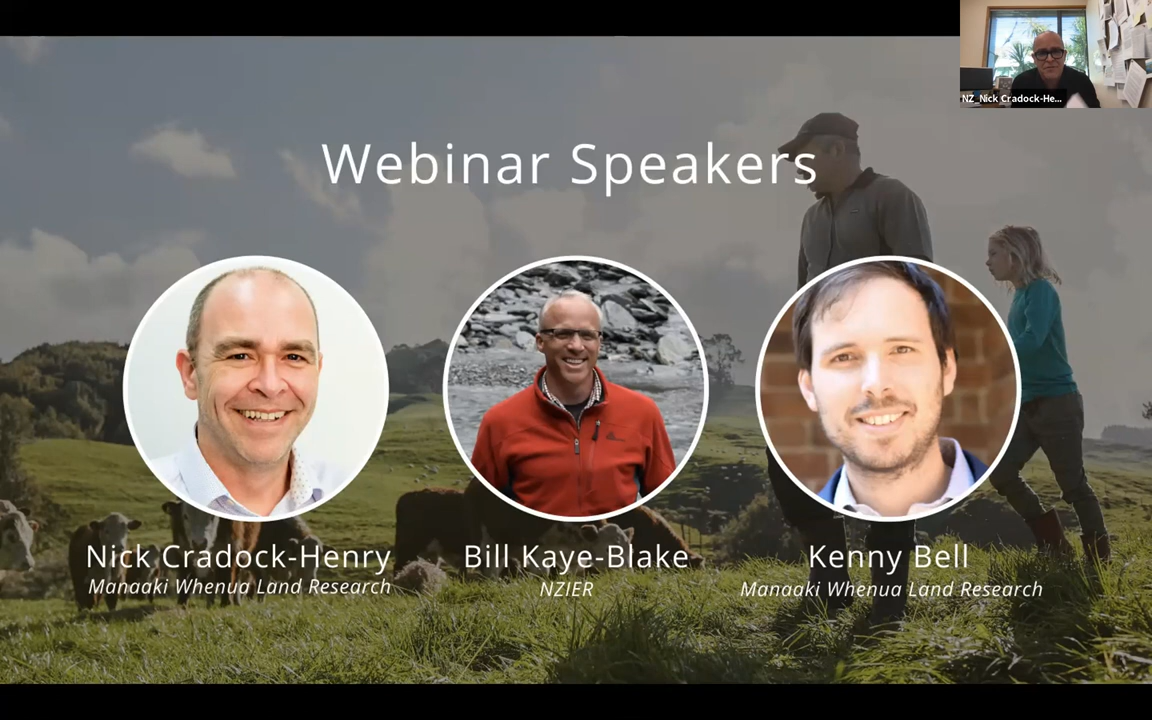 NZ_Nick Cradock-He...
Webinar Speakers
Nick Cradock-Henry
Manaaki Whenua Land Research
Bill Kaye-Blake
NZIER
Kenny Bell
Manaaki Whenua Land Research